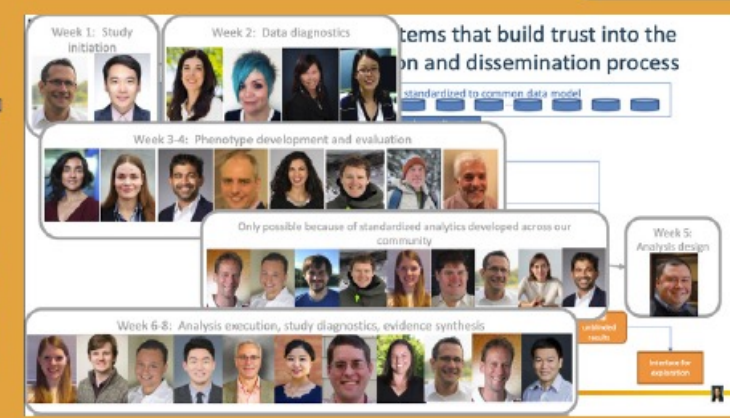 Week 1: Study
initiation
Week 2: Data diagnostics
tems that build trust into the
on and dissemination process
standardized to common data model
Week 3-4: Phenotype development and evaluation
Only possible because of standardized analytics developed across our
community
Week 5:
Analysis design
Week 6-8: Analysis execution, study diagnostics, evidence synthesis
unblinded
results
Interface for
exploration